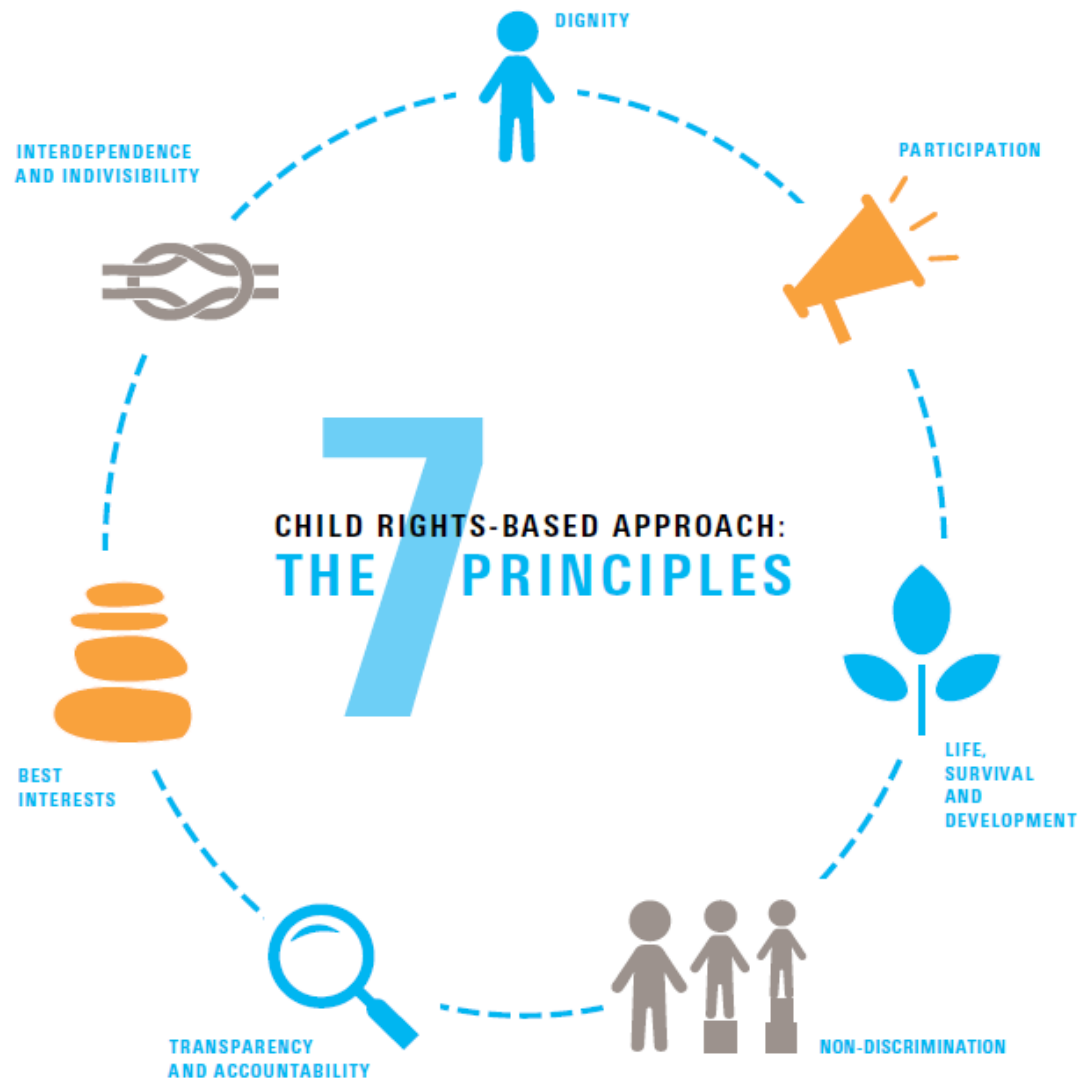 DIGNITY
PARTICIPATION
INTERDEPENDENCE
AND INDIVISIBILITY
7
CHILD RIGHTS-BASED APPROACH:
THE PRINCIPLES
LIFE,
SURVIVAL
AND
DEVELOPMENT
BEST
INTERESTS
TRANSPARENCY
AND ACCOUNTABILITY
NON-DISCRIMINATION